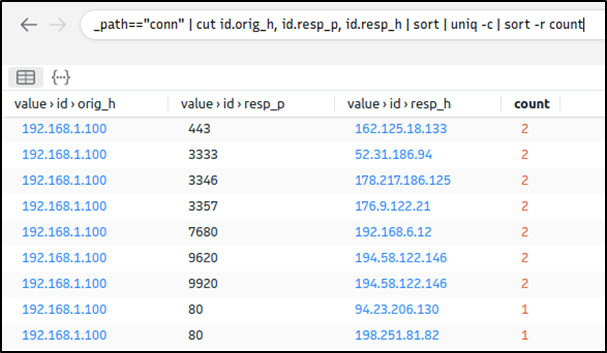 _path=="conn" | cut id.orig_h, id.resp_p, id.resp_h | sort | uniq -c | sort -r count
{···}
value › id › orig_h value › id › resp_p value › id › resp_h count
192.168.1.100 443 162.125.18.133 2
192.168.1.100 3333 52.31.186.94 2
192.168.1.100 3346 178.217.186.125 2
192.168.1.100 3357 176.9.122.21 2
192.168.1.100 7680 192.168.6.12 2
192.168.1.100 9620 194.58.122.146 2
192.168.1.100 9920 194.58.122.146 2
192.168.1.100 80 94.23.206.130 1
192.168.1.100 80 198.251.81.82 1